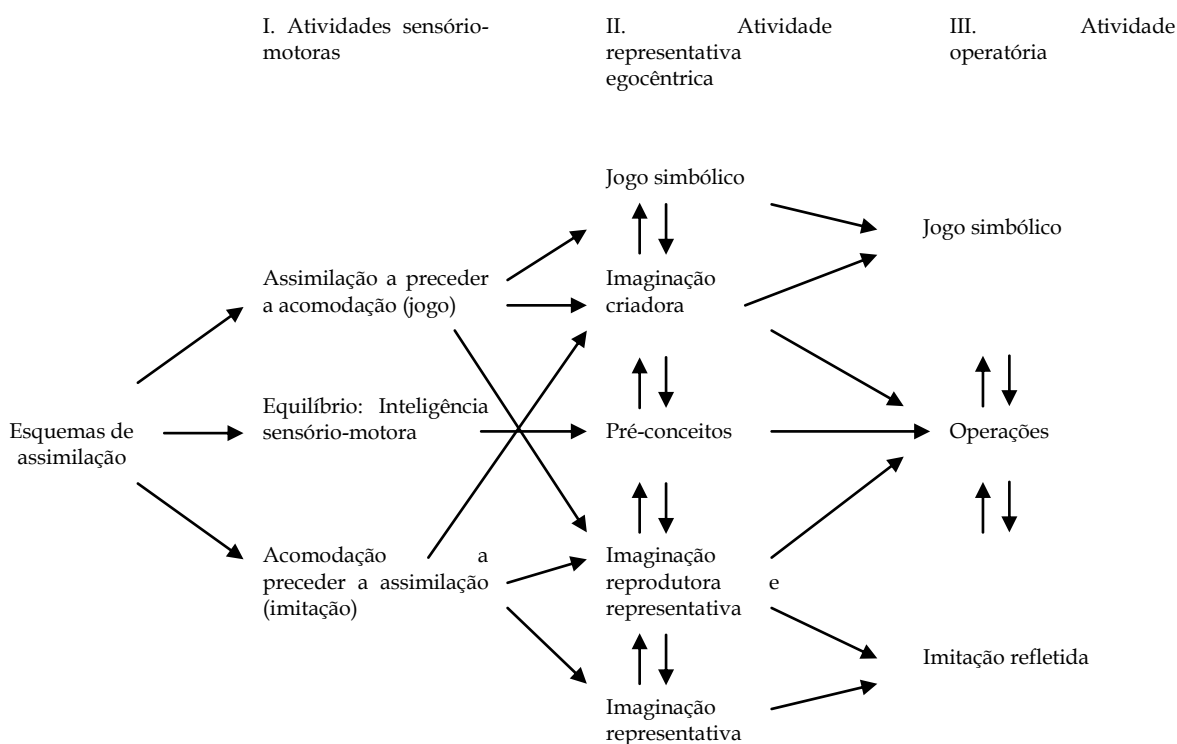 I. Atividades sensório-
motoras
II. Atividade
representativa
egocêntrica
III. Atividade
operatória
Jogo simbólico
Jogo simbólico
Assimilação a preceder
a acomodação (jogo)
Imaginação
criadora
Esquemas de
assimilação
Equilíbrio: Inteligência
sensório-motora
Pré-conceitos
Operações
Acomodação a
preceder a assimilação
(imitação)
Imaginação
reprodutora e
representativa
Imitação refletida
Imaginação
representativa